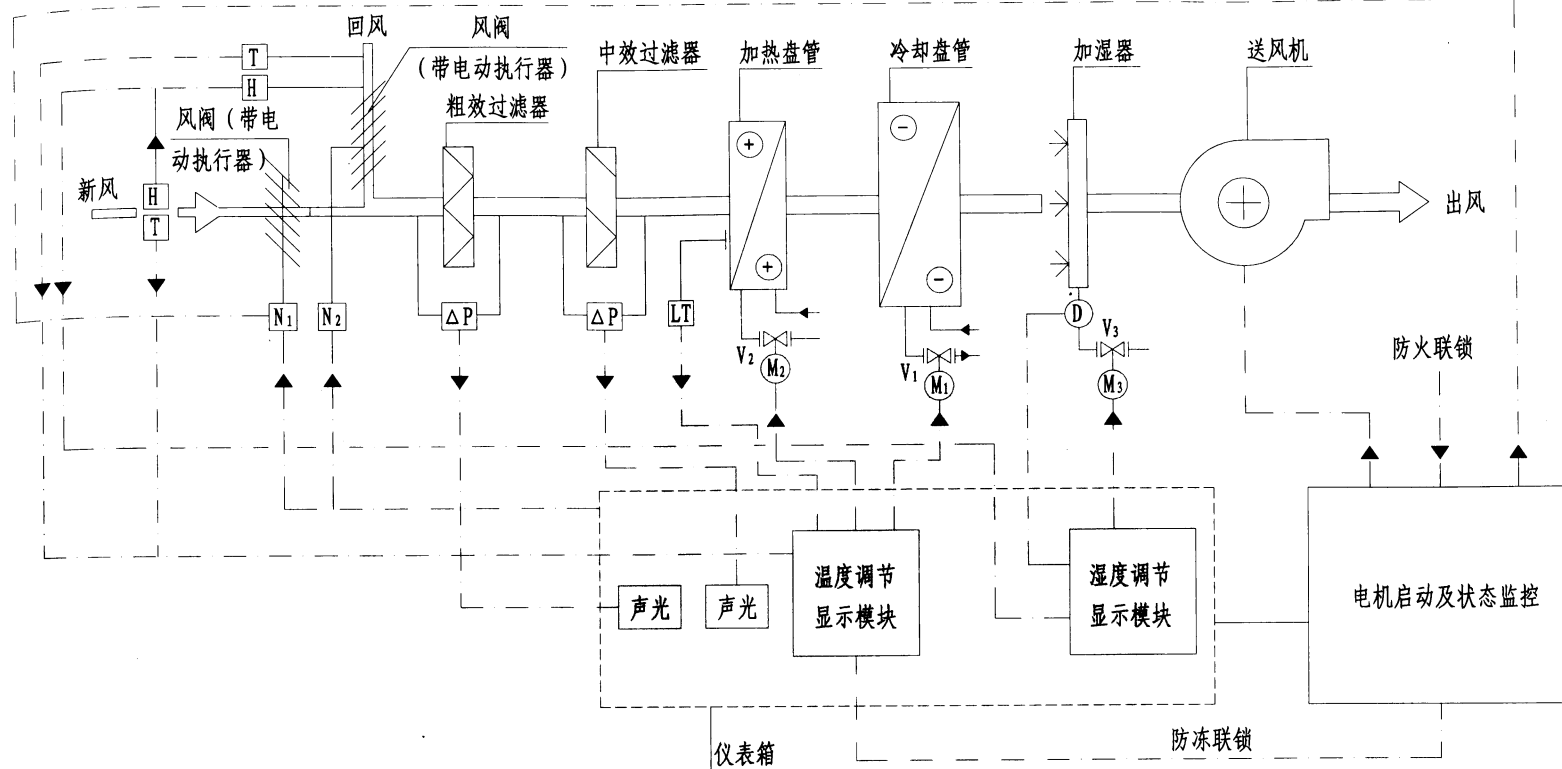 回风
风阀
(带电动执行器)
中效过滤器
加热盘管
冷却盘管
加湿器
送风机
T
H
粗效过滤器
风阀(带电
动执行器)
新风
H
T
+
+
-
-
出风
N1
N2
ΔP
ΔP
LT
V2
M2
V1
M1
D
V3
M3
防火联锁
声光
声光
温度调节
显示模块
湿度调节
显示模块
电机启动及状态监控
仪表箱
防冻联锁